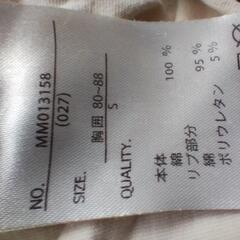 NO. MM013158
(027)
SIZE. 胸囲 80~88
S
QUALITY.
本体
綿 100 %
リブ部分
綿 95 %
ポリウレタン 5 %